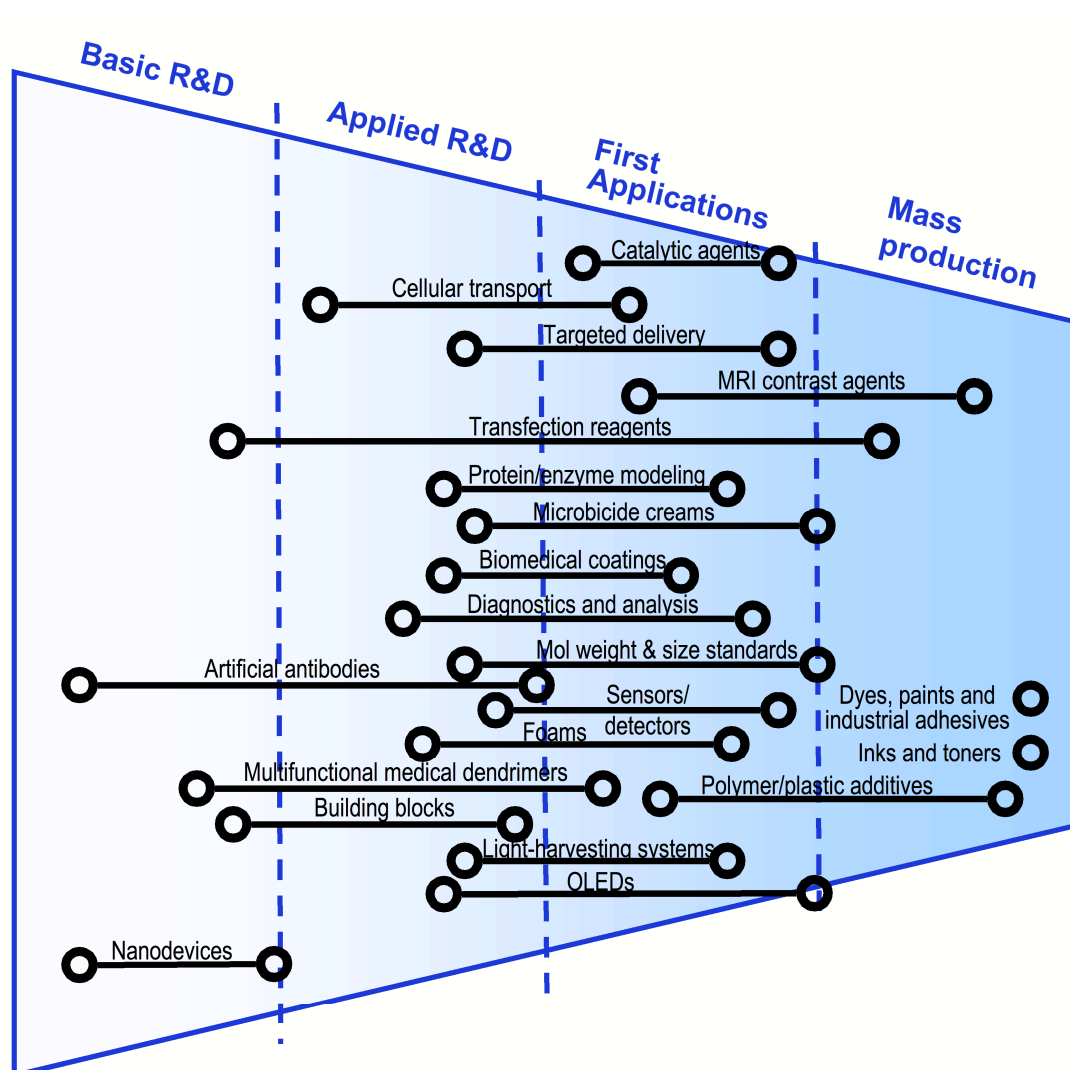 Basic R&D
Applied R&D
First
Applications
Mass
production
Catalytic agents
Cellular transport
Targeted delivery
MRI contrast agents
Transfection reagents
Protein/enzyme modeling
Microbicide creams
Biomedical coatings
Diagnostics and analysis
Mol weight & size standards
Artificial antibodies
Sensors/
detectors
Dyes, paints and
industrial adhesives
Foams
Inks and toners
Multifunctional medical dendrimers
Polymer/plastic additives
Building blocks
Light-harvesting systems
OLEDs
Nanodevices